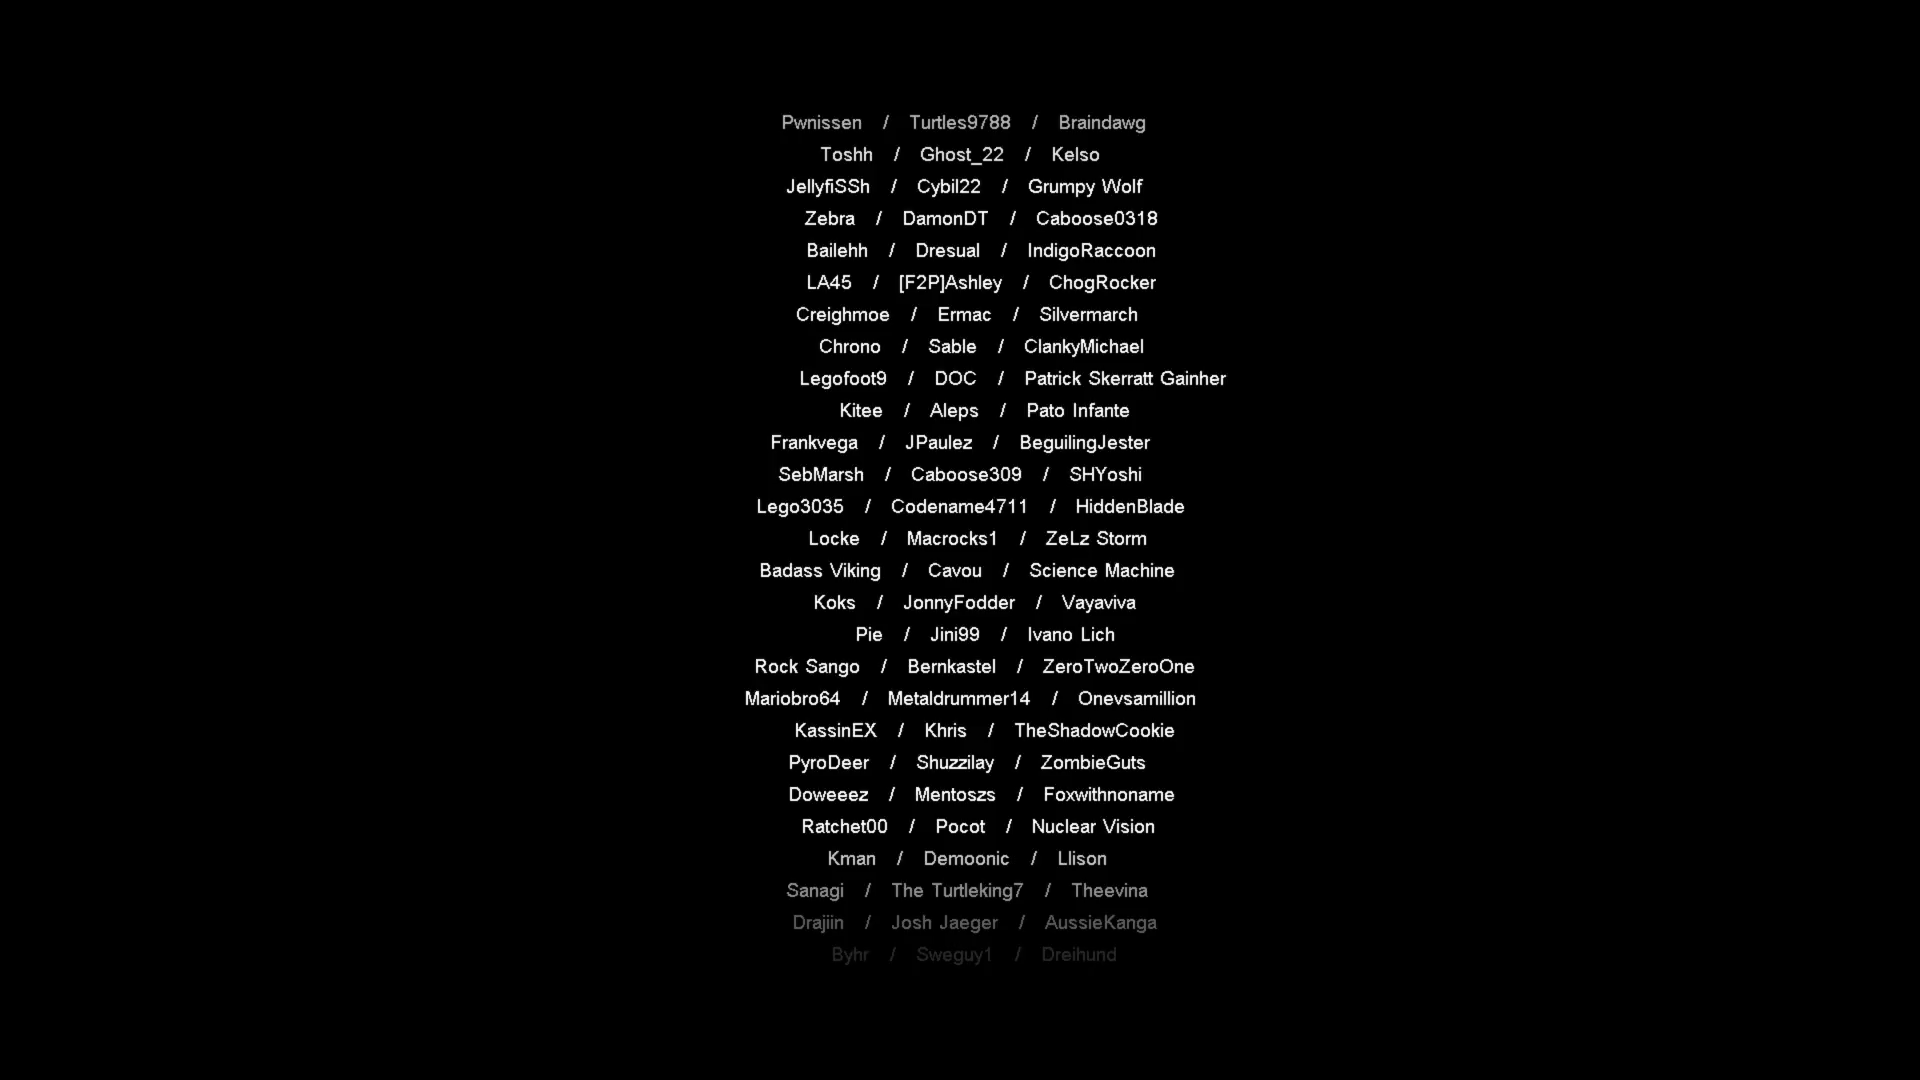 Pwnissen / Turtles9788 / Braindawg
Toshh / Ghost_22 / Kelso
JellyfiSSh / Cybil22 / Grumpy Wolf
Zebra / DamonDT / Caboose0318
Bailehh / Dresual / IndigoRaccoon
LA45 / [F2P]Ashley / ChogRocker
Creighmoe / Ermac / Silvermarch
Chrono / Sable / ClankyMichael
Legofoot9 / DOC / Patrick Skerratt Gainher
Kitee / Aleps / Pato Infante
Frankvega / JPaulez / BeguilingJester
SebMarsh / Caboose309 / SHYoshi
Lego3035 / Codename4711 / HiddenBlade
Locke / Macrocks1 / ZeLz Storm
Badass Viking / Cavou / Science Machine
Koks / JonnyFodder / Vayaviva
Pie / Jini99 / Ivano Lich
Rock Sango / Bernkastel / ZeroTwoZeroOne
Mariobro64 / Metaldrummer14 / Onevsamillion
KassinEX / Khris / TheShadowCookie
PyroDeer / Shuzzilay / ZombieGuts
Doweeez / Mentoszs / Foxwithnoname
Ratchet00 / Pocot / Nuclear Vision
Kman / Demoonic / Llison
Sanagi / The Turtleking7 / Theevina
Drajiin / Josh Jaeger / AussieKanga
Byhr / Sweguy1 / Dreihund